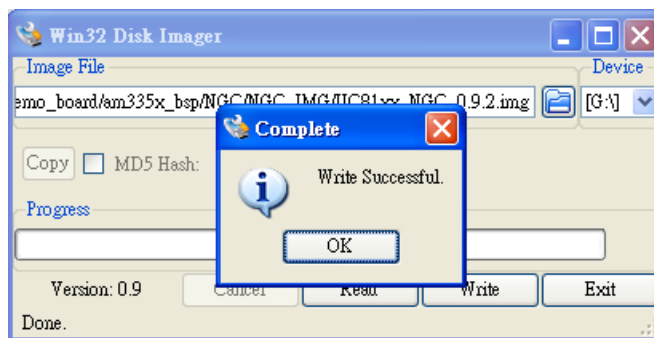 Win32 Disk Imager
Image File
Device
emo_board/am335x_bsp/NGC/NGC_IMG/UC81xx_NGC_0.9.2.img
[G:\]
Complete
Copy
MD5 Hash:
Write Successful.
Progress
OK
Version: 0.9
Cancel
Read
Write
Exit
Done.